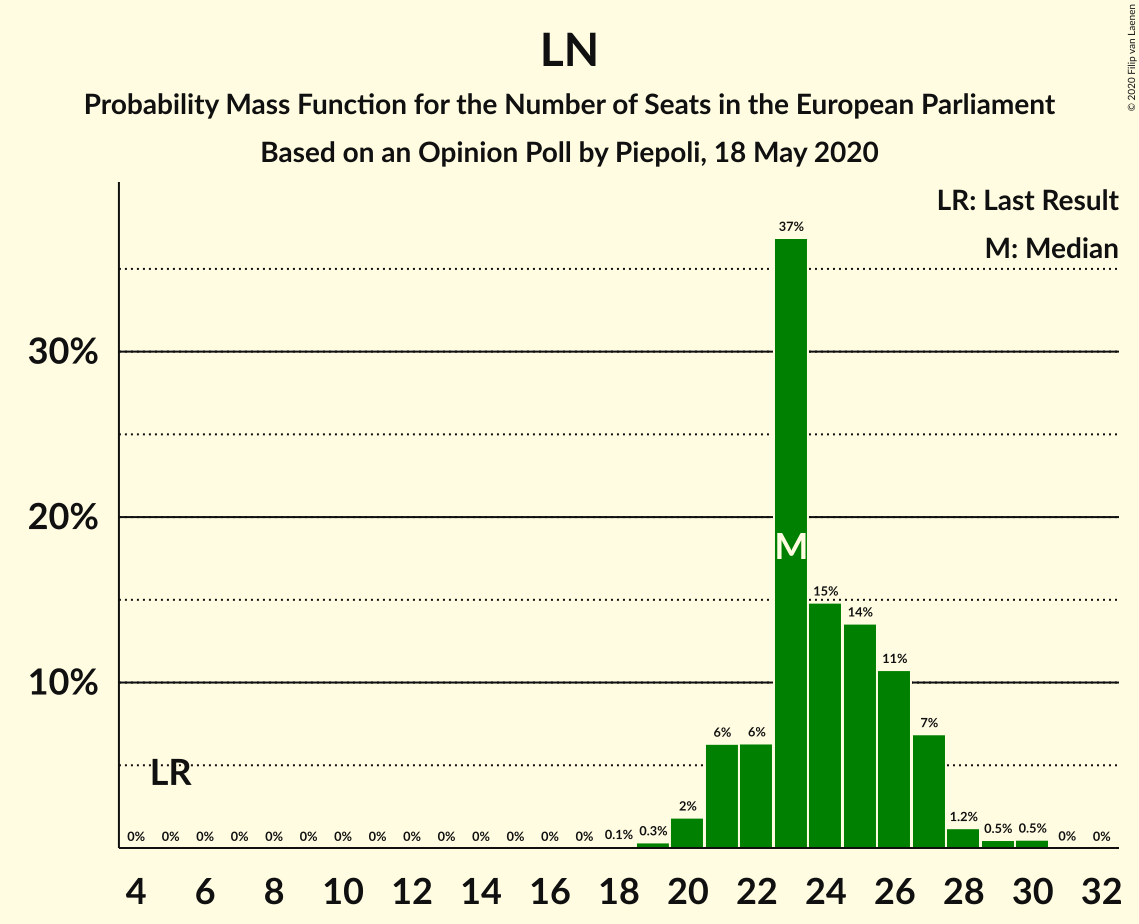 LN
Probability Mass Function for the Number of Seats in the European Parliament
Based on an Opinion Poll by Piepoli, 18 May 2020
© 2020 Filip van Laenen
LR: Last Result
M: Median
37%
30%
20%
M
15%
14%
11%
10%
7%
6% 6%
LR
2%
1.2%
0% 0% 0% 0% 0% 0% 0% 0% 0% 0% 0% 0% 0% 0% 0.1% 0.3% 0.5% 0.5% 0% 0%
4 6 8 10 12 14 16 18 20 22 24 26 28 30 32